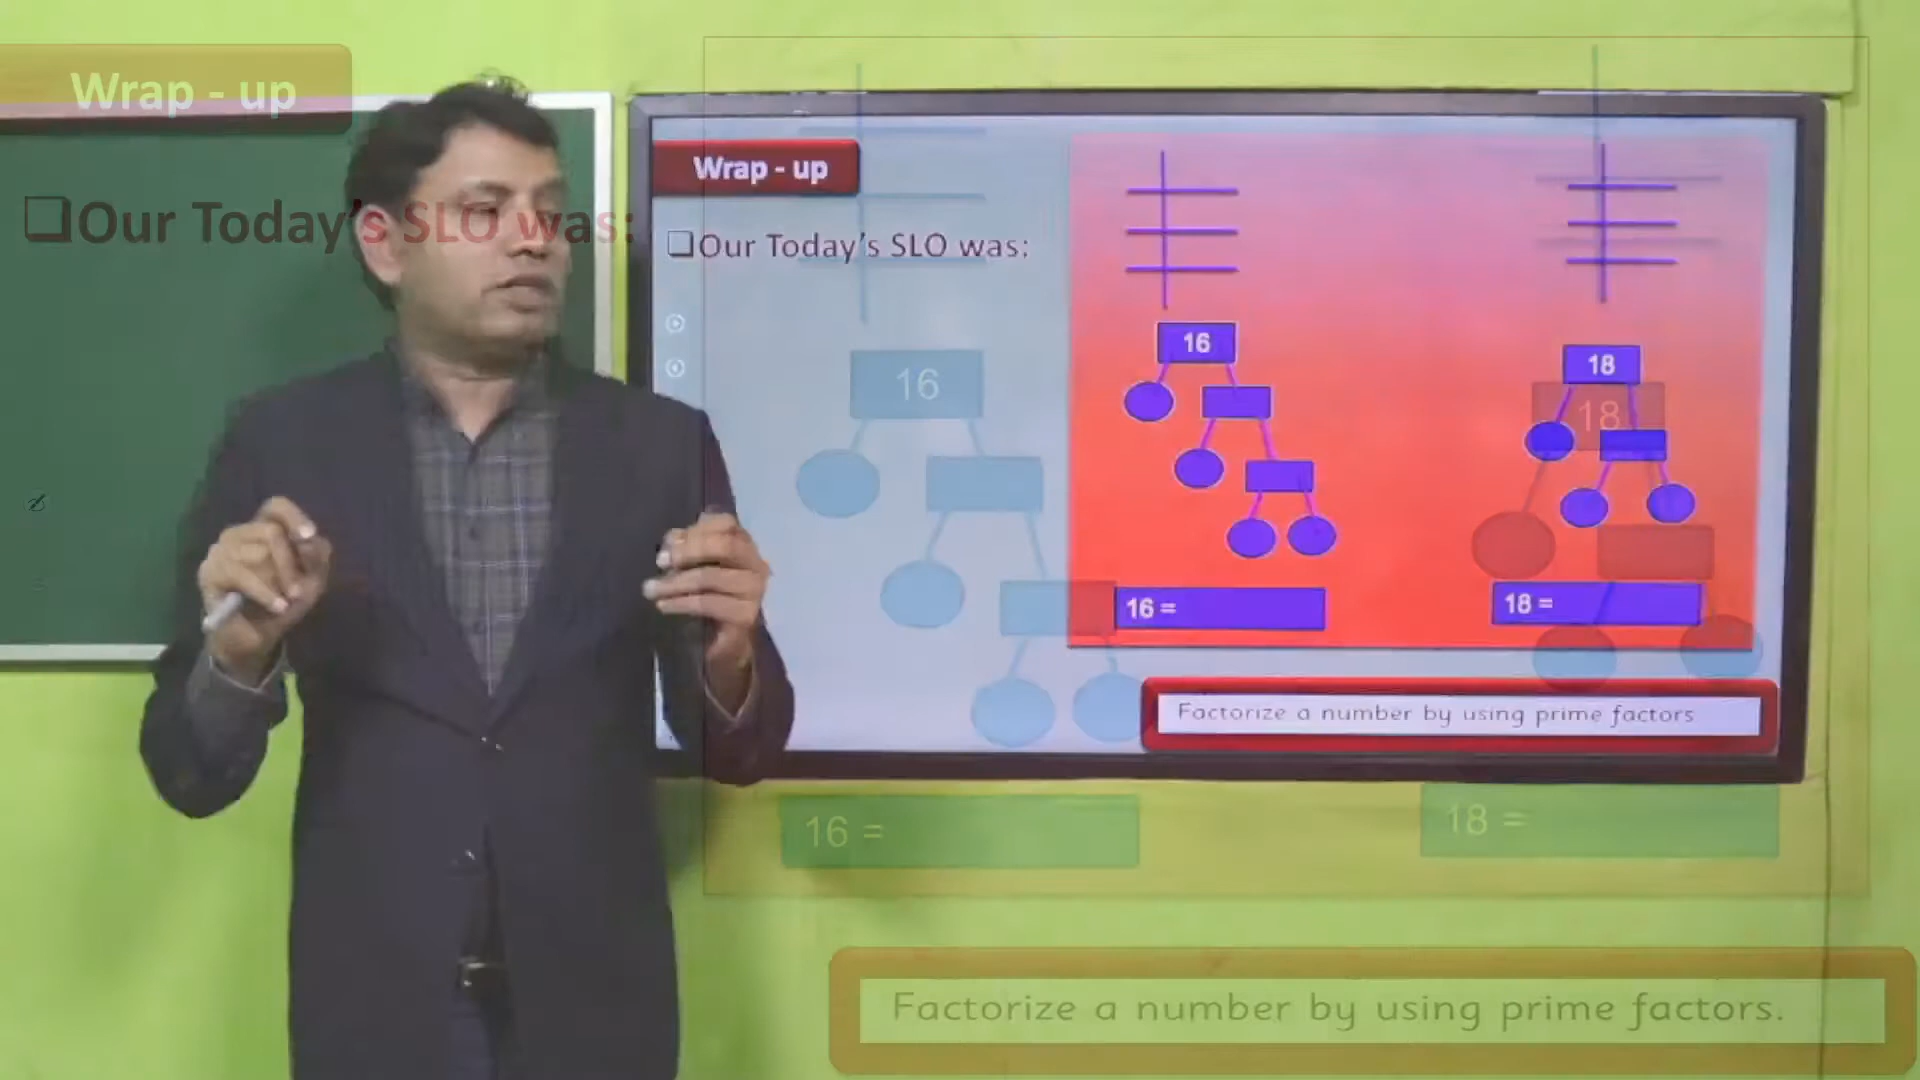 Wrap - up
❑Our Today's SLO was:
16
18
16 =
18 =
Factorize a number by using prime factors.
Wrap - up
❑Our Today's SLO was:
16
18
16 =
18 =
Factorize a number by using prime factors